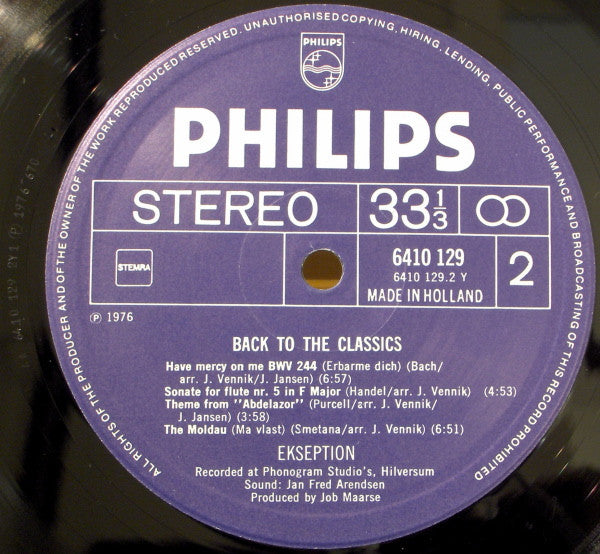 ALL RIGHTS OF THE PRODUCER AND OF THE OWNER OF THE WORK REPRODUCED RESERVED. UNAUTHORISED COPYING, HIRING, LENDING, PUBLIC PERFORMANCE AND BROADCASTING OF THIS RECORD PROHIBITED
PHILIPS
PHILIPS
STEREO 33 1/3
STEMRA
6410 129
6410 129.2 Y
MADE IN HOLLAND
2
℗ 1976
BACK TO THE CLASSICS
Have mercy on me BWV 244 (Erbarme dich) (Bach/
arr. J. Vennik/J. Jansen) (6:57)
Sonate for flute nr. 5 in F Major (Handel/arr. J. Vennik) (4:53)
Theme from "Abdelazor" (Purcell/arr. J. Vennik/
J. Jansen) (3:58)
The Moldau (Ma vlast) (Smetana/arr. J. Vennik) (6:51)
EKSEPTION
Recorded at Phonogram Studio's, Hilversum
Sound: Jan Fred Arendsen
Produced by Job Maarse